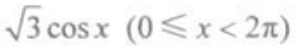 √3 cos x (0 ⩽ x < 2π)